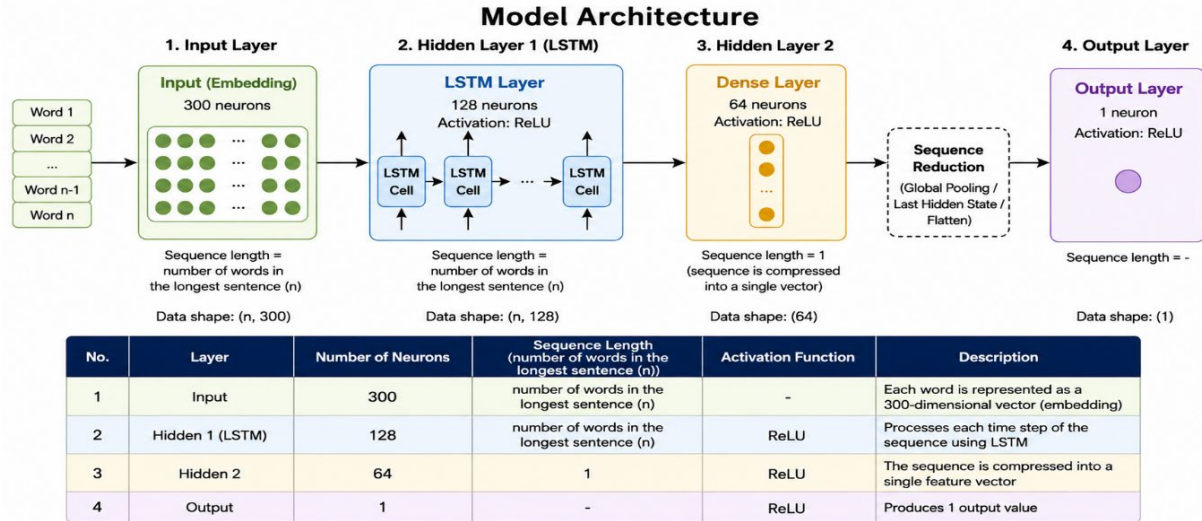 Model Architecture
1. Input Layer
2. Hidden Layer 1 (LSTM)
3. Hidden Layer 2
4. Output Layer
Word 1
Word 2
...
Word n-1
Word n
Input (Embedding)
300 neurons
...
...
...
...
Sequence length =
number of words in
the longest sentence (n)
Data shape: (n, 300)
LSTM Layer
128 neurons
Activation: ReLU
LSTM
Cell
LSTM
Cell
...
LSTM
Cell
Sequence length =
number of words in
the longest sentence (n)
Data shape: (n, 128)
Dense Layer
64 neurons
Activation: ReLU
...
Sequence length = 1
(sequence is compressed
into a single vector)
Data shape: (64)
Sequence
Reduction
(Global Pooling /
Last Hidden State /
Flatten)
Output Layer
1 neuron
Activation: ReLU
Sequence length = -
Data shape: (1)
No. Layer Number of Neurons Sequence Length (number of words in the longest sentence (n)) Activation Function Description
1 Input 300 number of words in the longest sentence (n) - Each word is represented as a 300-dimensional vector (embedding)
2 Hidden 1 (LSTM) 128 number of words in the longest sentence (n) ReLU Processes each time step of the sequence using LSTM
3 Hidden 2 64 1 ReLU The sequence is compressed into a single feature vector
4 Output 1 - ReLU Produces 1 output value